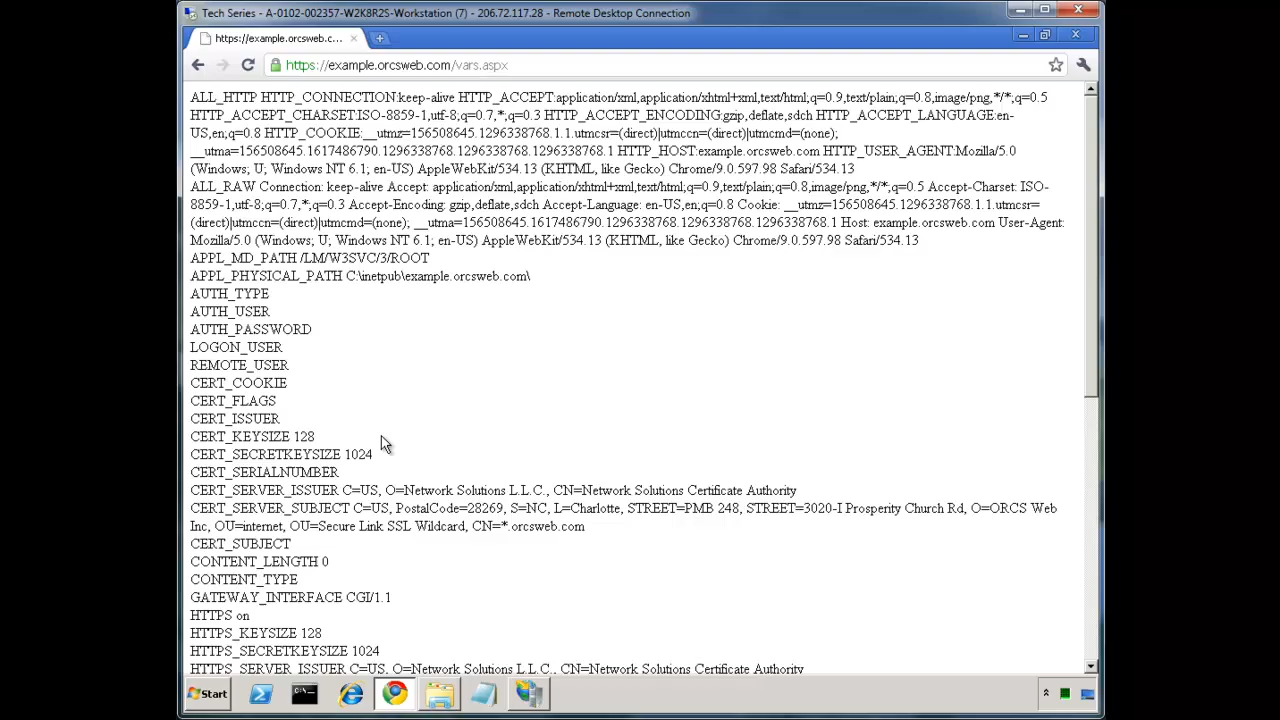 Tech Series - A-0102-002357-W2K8R2S-Workstation (7) - 206.72.117.28 - Remote Desktop Connection
https://example.orcsweb.c...
https://example.orcsweb.com/vars.aspx
ALL_HTTP HTTP_CONNECTION:keep-alive HTTP_ACCEPT:application/xml,application/xhtml+xml,text/html;q=0.9,text/plain;q=0.8,image/png,*/*;q=0.5
HTTP_ACCEPT_CHARSET:ISO-8859-1,utf-8;q=0.7,*;q=0.3 HTTP_ACCEPT_ENCODING:gzip,deflate,sdch HTTP_ACCEPT_LANGUAGE:en-
US,en;q=0.8 HTTP_COOKIE:__utmz=156508645.1296338768.1.1.utmcsr=(direct)|utmccn=(direct)|utmcmd=(none);
__utma=156508645.1617486790.1296338768.1296338768.1296338768.1 HTTP_HOST:example.orcsweb.com HTTP_USER_AGENT:Mozilla/5.0
(Windows; U; Windows NT 6.1; en-US) AppleWebKit/534.13 (KHTML, like Gecko) Chrome/9.0.597.98 Safari/534.13
ALL_RAW Connection: keep-alive Accept: application/xml,application/xhtml+xml,text/html;q=0.9,text/plain;q=0.8,image/png,*/*;q=0.5 Accept-Charset: ISO-
8859-1,utf-8;q=0.7,*;q=0.3 Accept-Encoding: gzip,deflate,sdch Accept-Language: en-US,en;q=0.8 Cookie: __utmz=156508645.1296338768.1.1.utmcsr=
(direct)|utmccn=(direct)|utmcmd=(none); __utma=156508645.1617486790.1296338768.1296338768.1296338768.1 Host: example.orcsweb.com User-Agent:
Mozilla/5.0 (Windows; U; Windows NT 6.1; en-US) AppleWebKit/534.13 (KHTML, like Gecko) Chrome/9.0.597.98 Safari/534.13
APPL_MD_PATH /LM/W3SVC/3/ROOT
APPL_PHYSICAL_PATH C:\inetpub\example.orcsweb.com\
AUTH_TYPE
AUTH_USER
AUTH_PASSWORD
LOGON_USER
REMOTE_USER
CERT_COOKIE
CERT_FLAGS
CERT_ISSUER
CERT_KEYSIZE 128
CERT_SECRETKEYSIZE 1024
CERT_SERIALNUMBER
CERT_SERVER_ISSUER C=US, O=Network Solutions L.L.C., CN=Network Solutions Certificate Authority
CERT_SERVER_SUBJECT C=US, PostalCode=28269, S=NC, L=Charlotte, STREET=PMB 248, STREET=3020-I Prosperity Church Rd, O=ORCS Web
Inc, OU=internet, OU=Secure Link SSL Wildcard, CN=*.orcsweb.com
CERT_SUBJECT
CONTENT_LENGTH 0
CONTENT_TYPE
GATEWAY_INTERFACE CGI/1.1
HTTPS on
HTTPS_KEYSIZE 128
HTTPS_SECRETKEYSIZE 1024
HTTPS_SERVER_ISSUER C=US, O=Network Solutions L.L.C., CN=Network Solutions Certificate Authority
Start